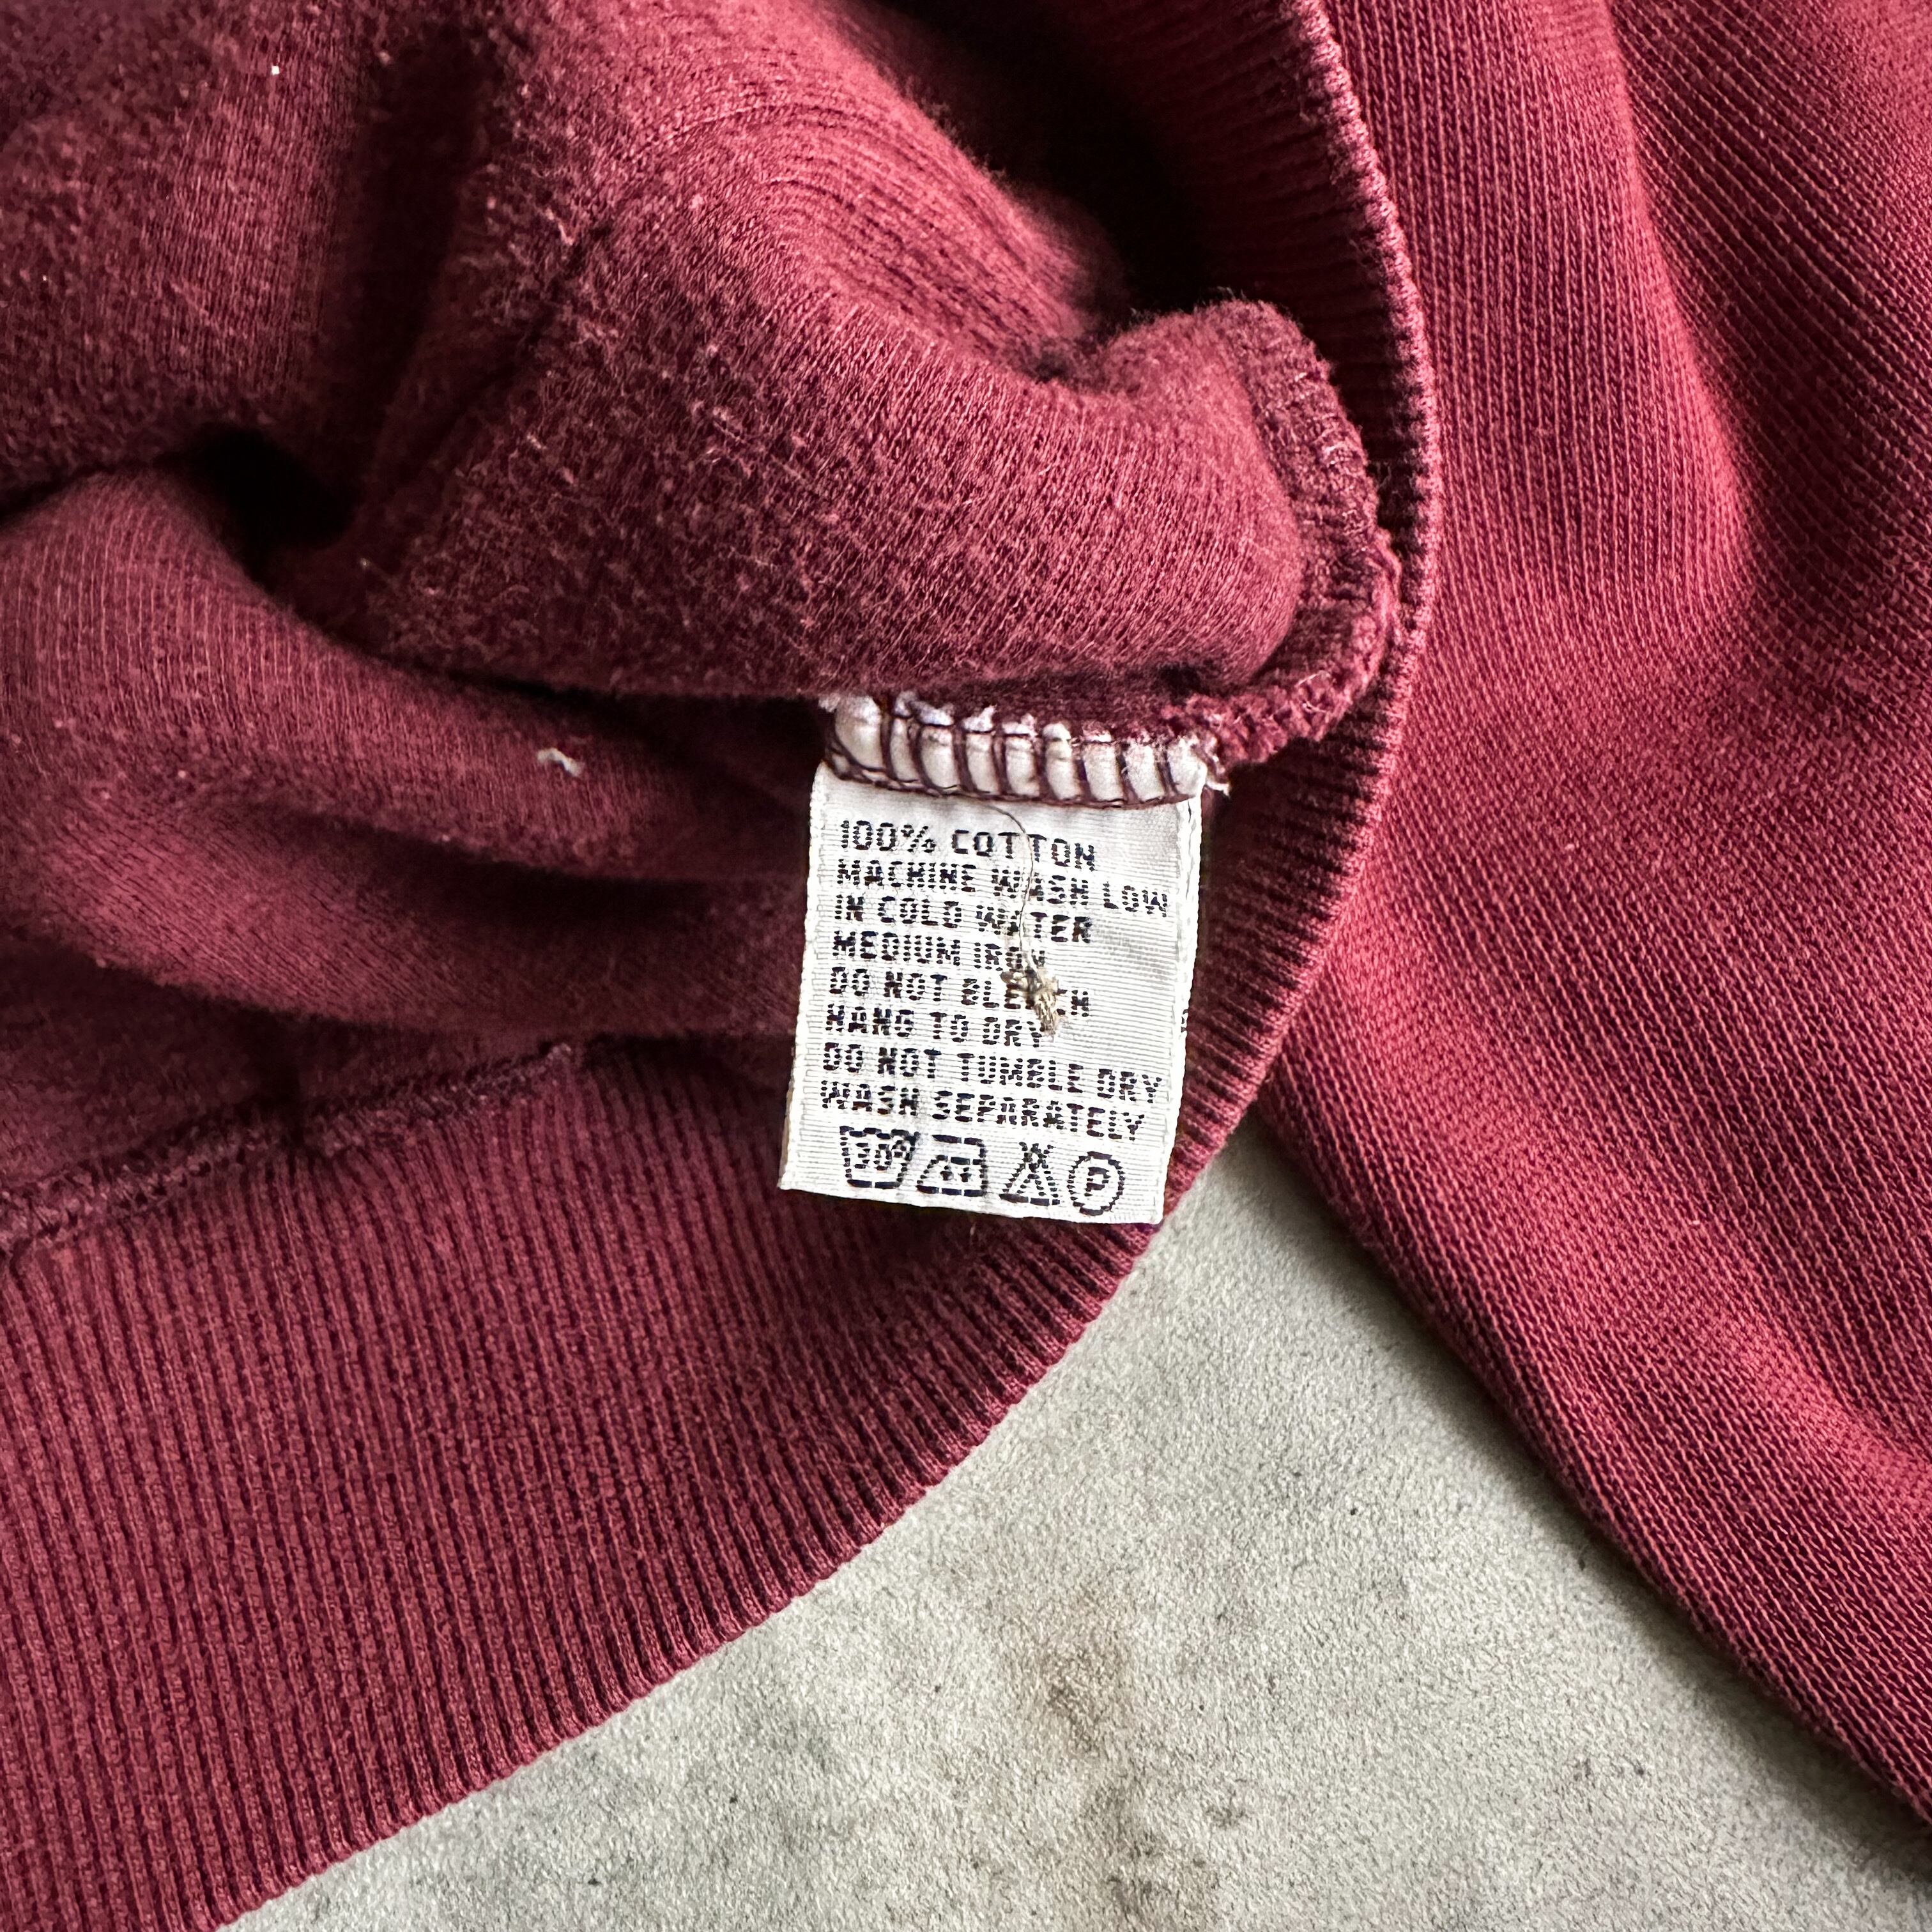 100% COTTON
MACHINE WASH LOW
IN COLD WATER
MEDIUM IRON
DO NOT BLEACH
HANG TO DRY
DO NOT TUMBLE DRY
WASH SEPARATELY
30° P